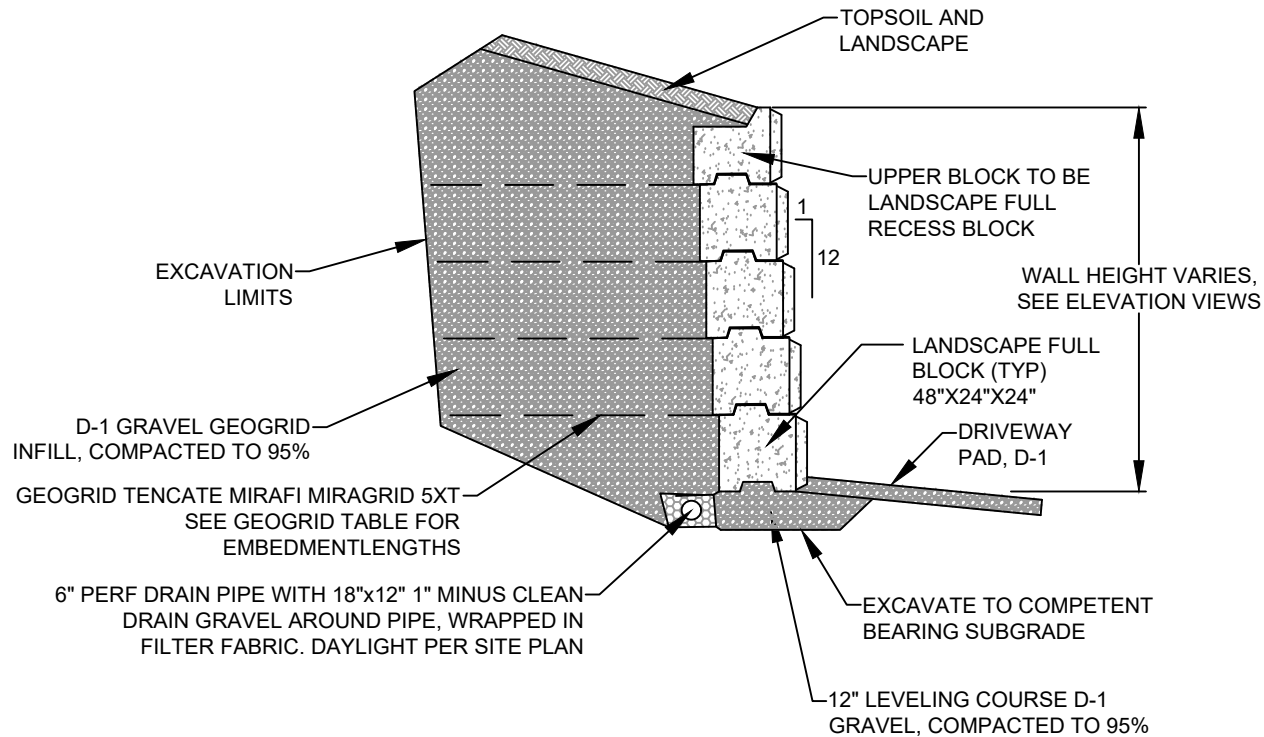 TOPSOIL AND
LANDSCAPE
UPPER BLOCK TO BE
LANDSCAPE FULL
RECESS BLOCK
1
12
EXCAVATION
LIMITS
WALL HEIGHT VARIES,
SEE ELEVATION VIEWS
LANDSCAPE FULL
BLOCK (TYP)
48"X24"X24"
D-1 GRAVEL GEOGRID
INFILL, COMPACTED TO 95%
DRIVEWAY
PAD, D-1
GEOGRID TENCATE MIRAFI MIRAGRID 5XT
SEE GEOGRID TABLE FOR
EMBEDMENTLENGTHS
6" PERF DRAIN PIPE WITH 18"x12" 1" MINUS CLEAN
DRAIN GRAVEL AROUND PIPE, WRAPPED IN
FILTER FABRIC. DAYLIGHT PER SITE PLAN
EXCAVATE TO COMPETENT
BEARING SUBGRADE
12" LEVELING COURSE D-1
GRAVEL, COMPACTED TO 95%